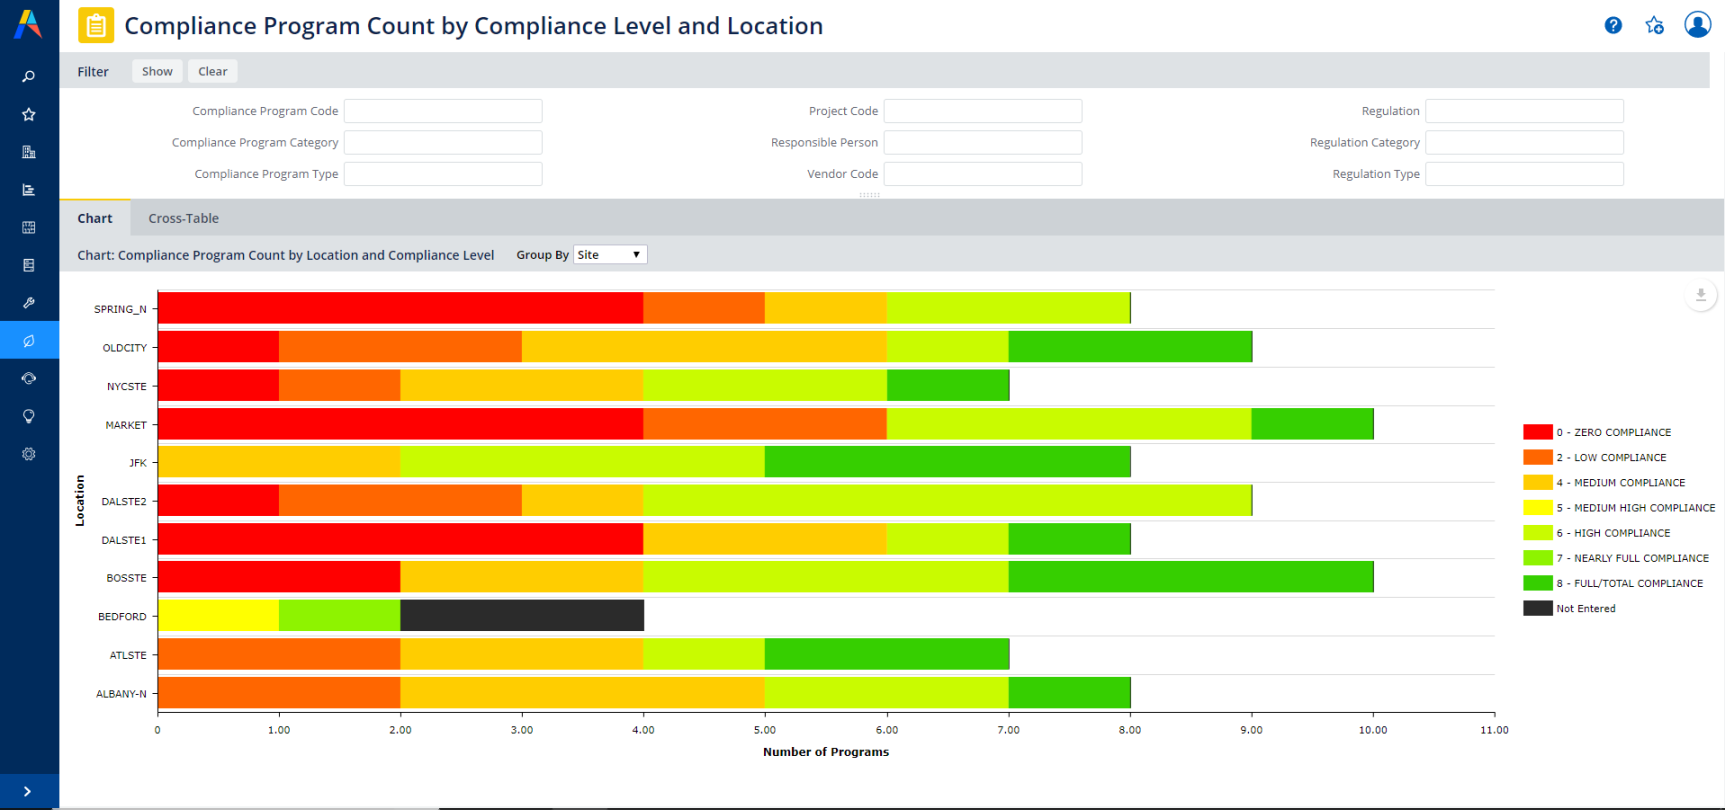 Compliance Program Count by Compliance Level and Location
?
Filter Show Clear
Compliance Program Code Project Code Regulation
Compliance Program Category Responsible Person Regulation Category
Compliance Program Type Vendor Code Regulation Type
Chart Cross-Table
Chart: Compliance Program Count by Location and Compliance Level Group By Site
Location
SPRING_N
OLDCITY
NYCSTE
MARKET
JFK
DALSTE2
DALSTE1
BOSSTE
BEDFORD
ATLSTE
ALBANY-N
0 1.00 2.00 3.00 4.00 5.00 6.00 7.00 8.00 9.00 10.00 11.00
Number of Programs
0 - ZERO COMPLIANCE
2 - LOW COMPLIANCE
4 - MEDIUM COMPLIANCE
5 - MEDIUM HIGH COMPLIANCE
6 - HIGH COMPLIANCE
7 - NEARLY FULL COMPLIANCE
8 - FULL/TOTAL COMPLIANCE
Not Entered